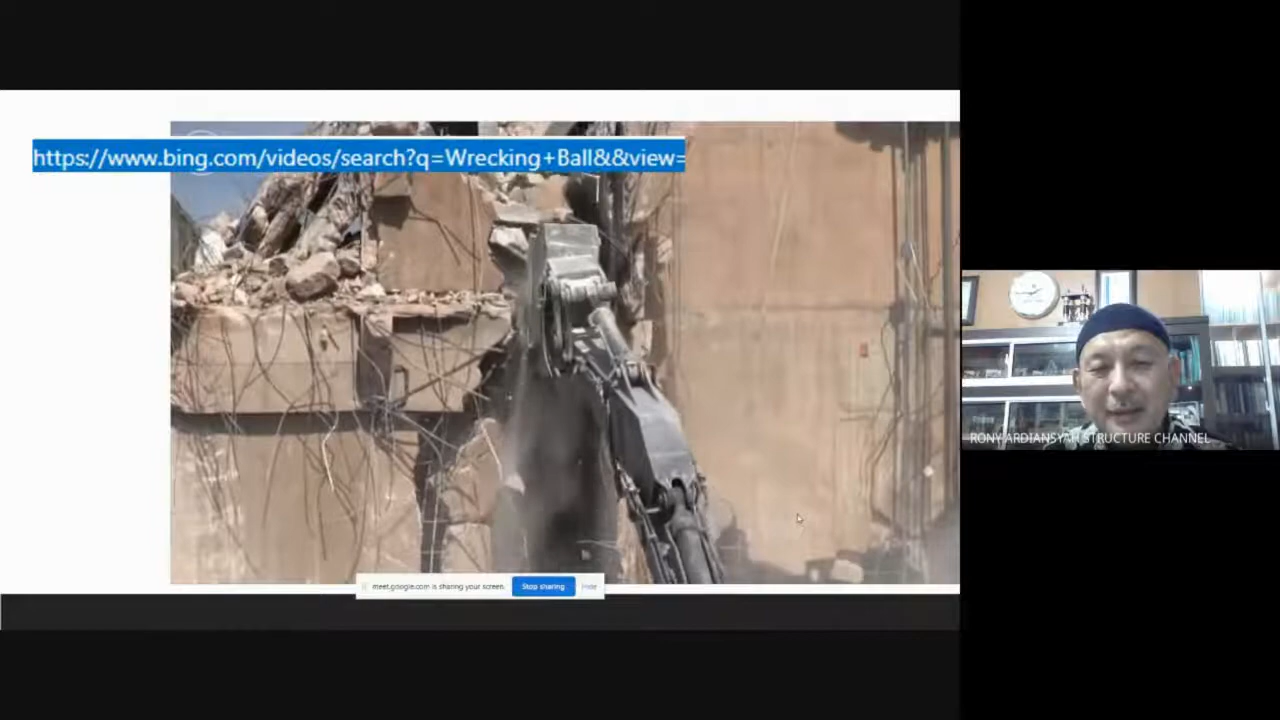 https://www.bing.com/videos/search?q=Wrecking+Ball&&view=
meet.google.com is sharing your screen.
Stop sharing
Hide
RONY ARDIANSYAH STRUCTURE CHANNEL